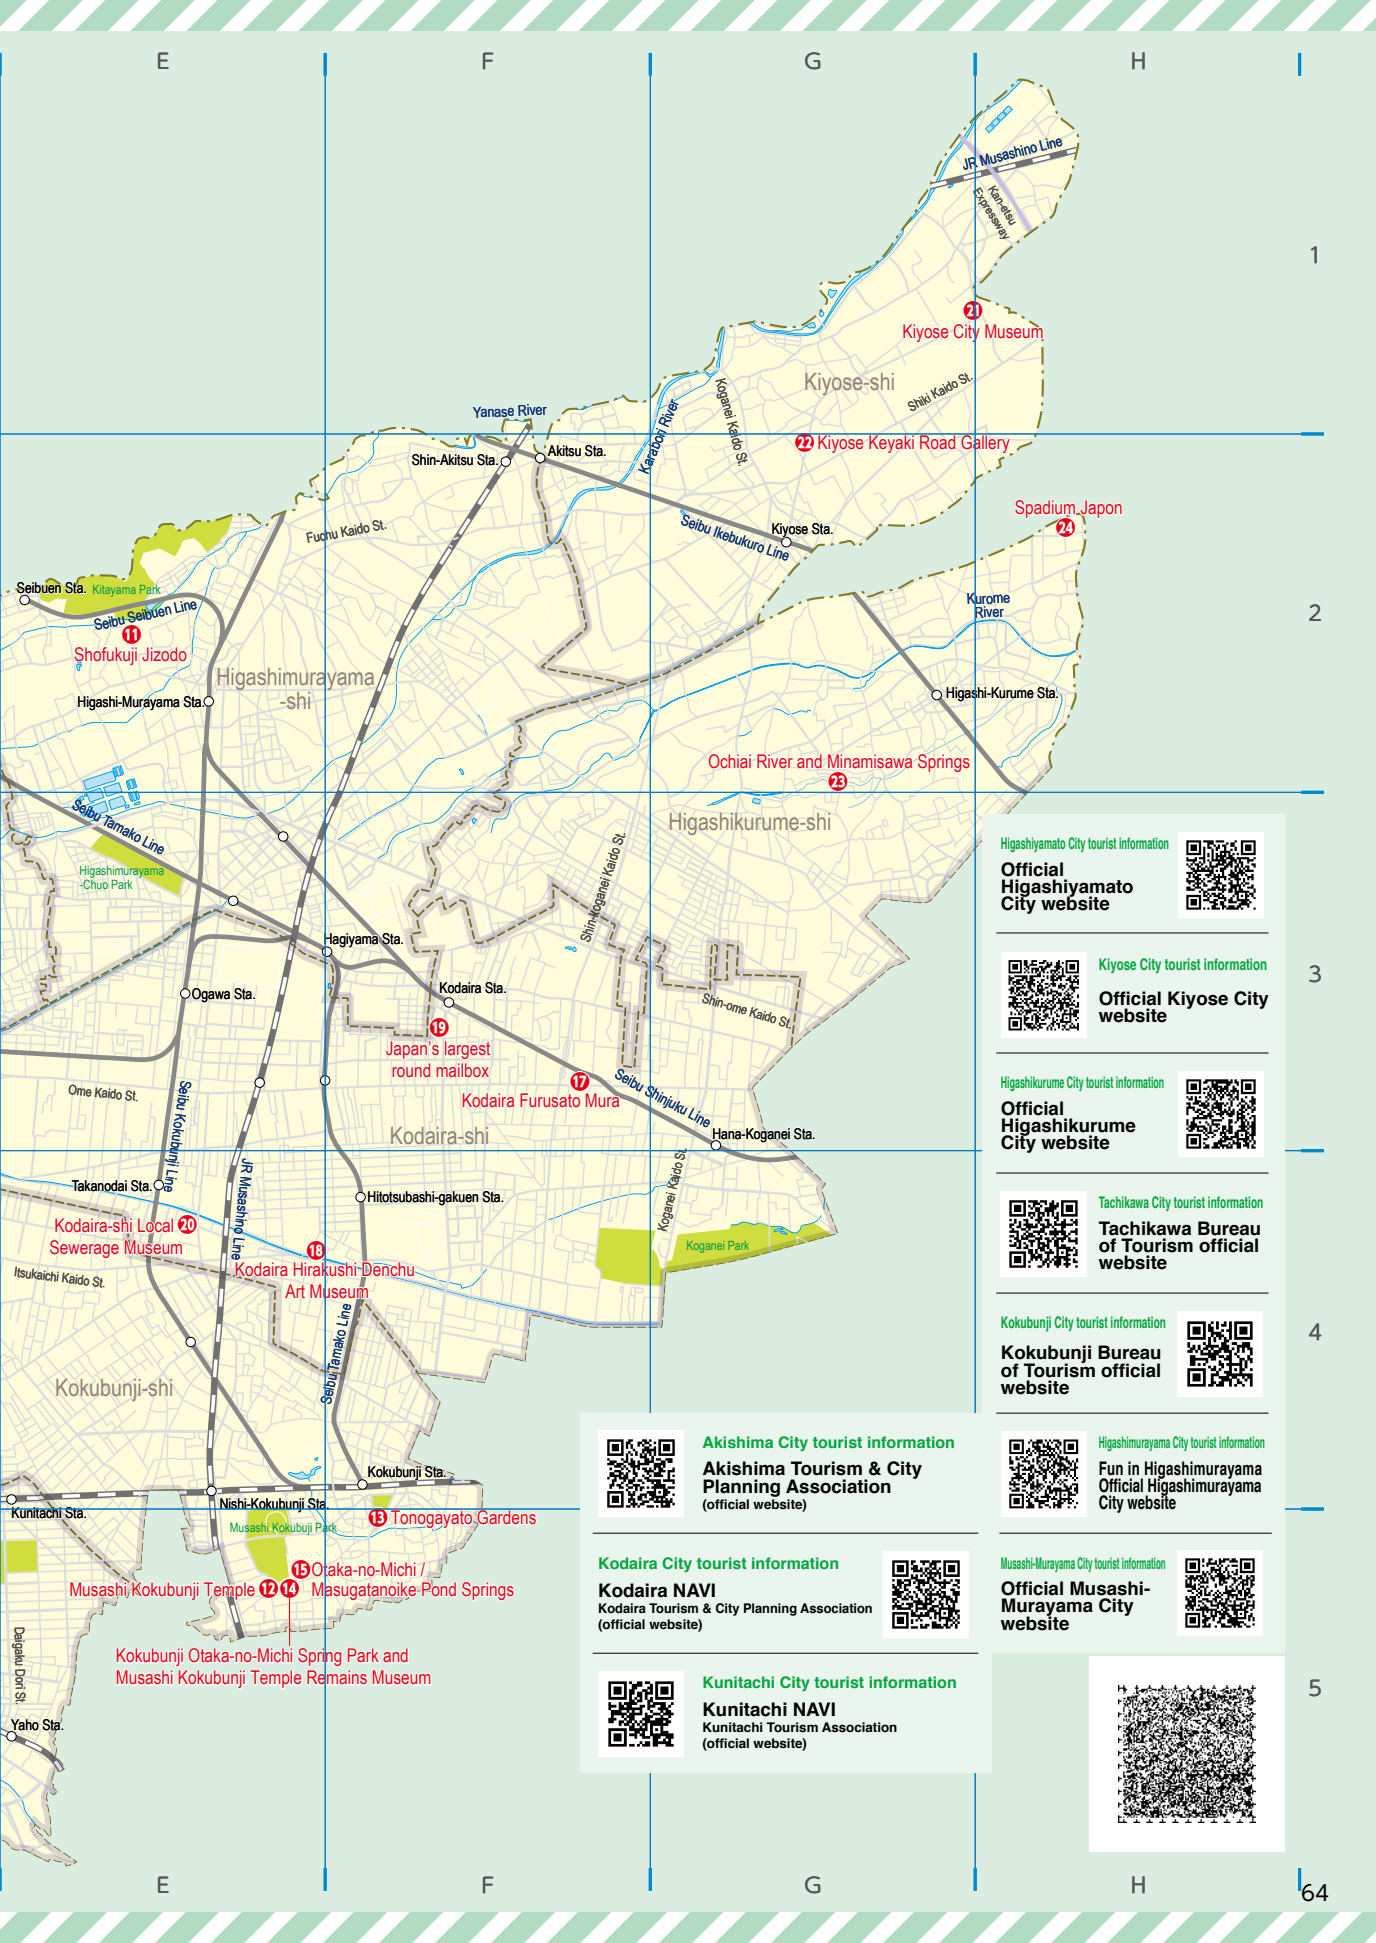 E
F
G
H
JR Musashino Line
Kan-etsu
Expressway
1
21
Kiyose City Museum
Kiyose-shi
Shiki Kaido St.
Koganei Kaido St.
Karabori River
Yanase River
22 Kiyose Keyaki Road Gallery
Shin-Akitsu Sta.
Akitsu Sta.
Spadium Japon
24
Fuchu Kaido St.
Seibu Ikebukuro Line
Kiyose Sta.
Seibuen Sta.
Kitayama Park
Seibu Seibuen Line
Kurome
River
2
11
Shofukuji Jizodo
Higashimurayama
-shi
Higashi-Murayama Sta.
Higashi-Kurume Sta.
Ochiai River and Minamisawa Springs
23
Seibu Tamako Line
Higashikurume-shi
Higashimurayama
-Chuo Park
Shin-koganei Kaido St.
Higashiyamato City tourist information
Official
Higashiyamato
City website
Hagiyama Sta.
Kiyose City tourist information
Official Kiyose City
website
3
Ogawa Sta.
Kodaira Sta.
Shin-ome Kaido St.
19
Japan's largest
round mailbox
17
Kodaira Furusato Mura
Seibu Shinjuku Line
Ome Kaido St.
Seibu Kokubunji Line
Kodaira-shi
Hana-Koganei Sta.
Higashikurume City tourist information
Official
Higashikurume
City website
Takanodai Sta.
JR Musashino Line
Hitotsubashi-gakuen Sta.
Koganei Kaido St.
Kodaira-shi Local 20
Sewerage Museum
18
Kodaira Hirakushi Denchu
Art Museum
Koganei Park
Itsukaichi Kaido St.
Tachikawa City tourist information
Tachikawa Bureau
of Tourism official
website
Seibu Tamako Line
4
Kokubunji-shi
Kokubunji City tourist information
Kokubunji Bureau
of Tourism official
website
Akishima City tourist information
Akishima Tourism & City
Planning Association
(official website)
Higashimurayama City tourist information
Fun in Higashimurayama
Official Higashimurayama
City website
Kokubunji Sta.
Kunitachi Sta.
Nishi-Kokubunji Sta.
Musashi Kokubuji Park
13 Tonogayato Gardens
15 Otaka-no-Michi /
Masugatanoike Pond Springs
Musashi Kokubunji Temple 12 14
Kodaira City tourist information
Kodaira NAVI
Kodaira Tourism & City Planning Association
(official website)
Musashi-Murayama City tourist information
Official Musashi-
Murayama City
website
Daigaku Dori St.
Kokubunji Otaka-no-Michi Spring Park and
Musashi Kokubunji Temple Remains Museum
Kunitachi City tourist information
Kunitachi NAVI
Kunitachi Tourism Association
(official website)
5
Yaho Sta.
E
F
G
H
64